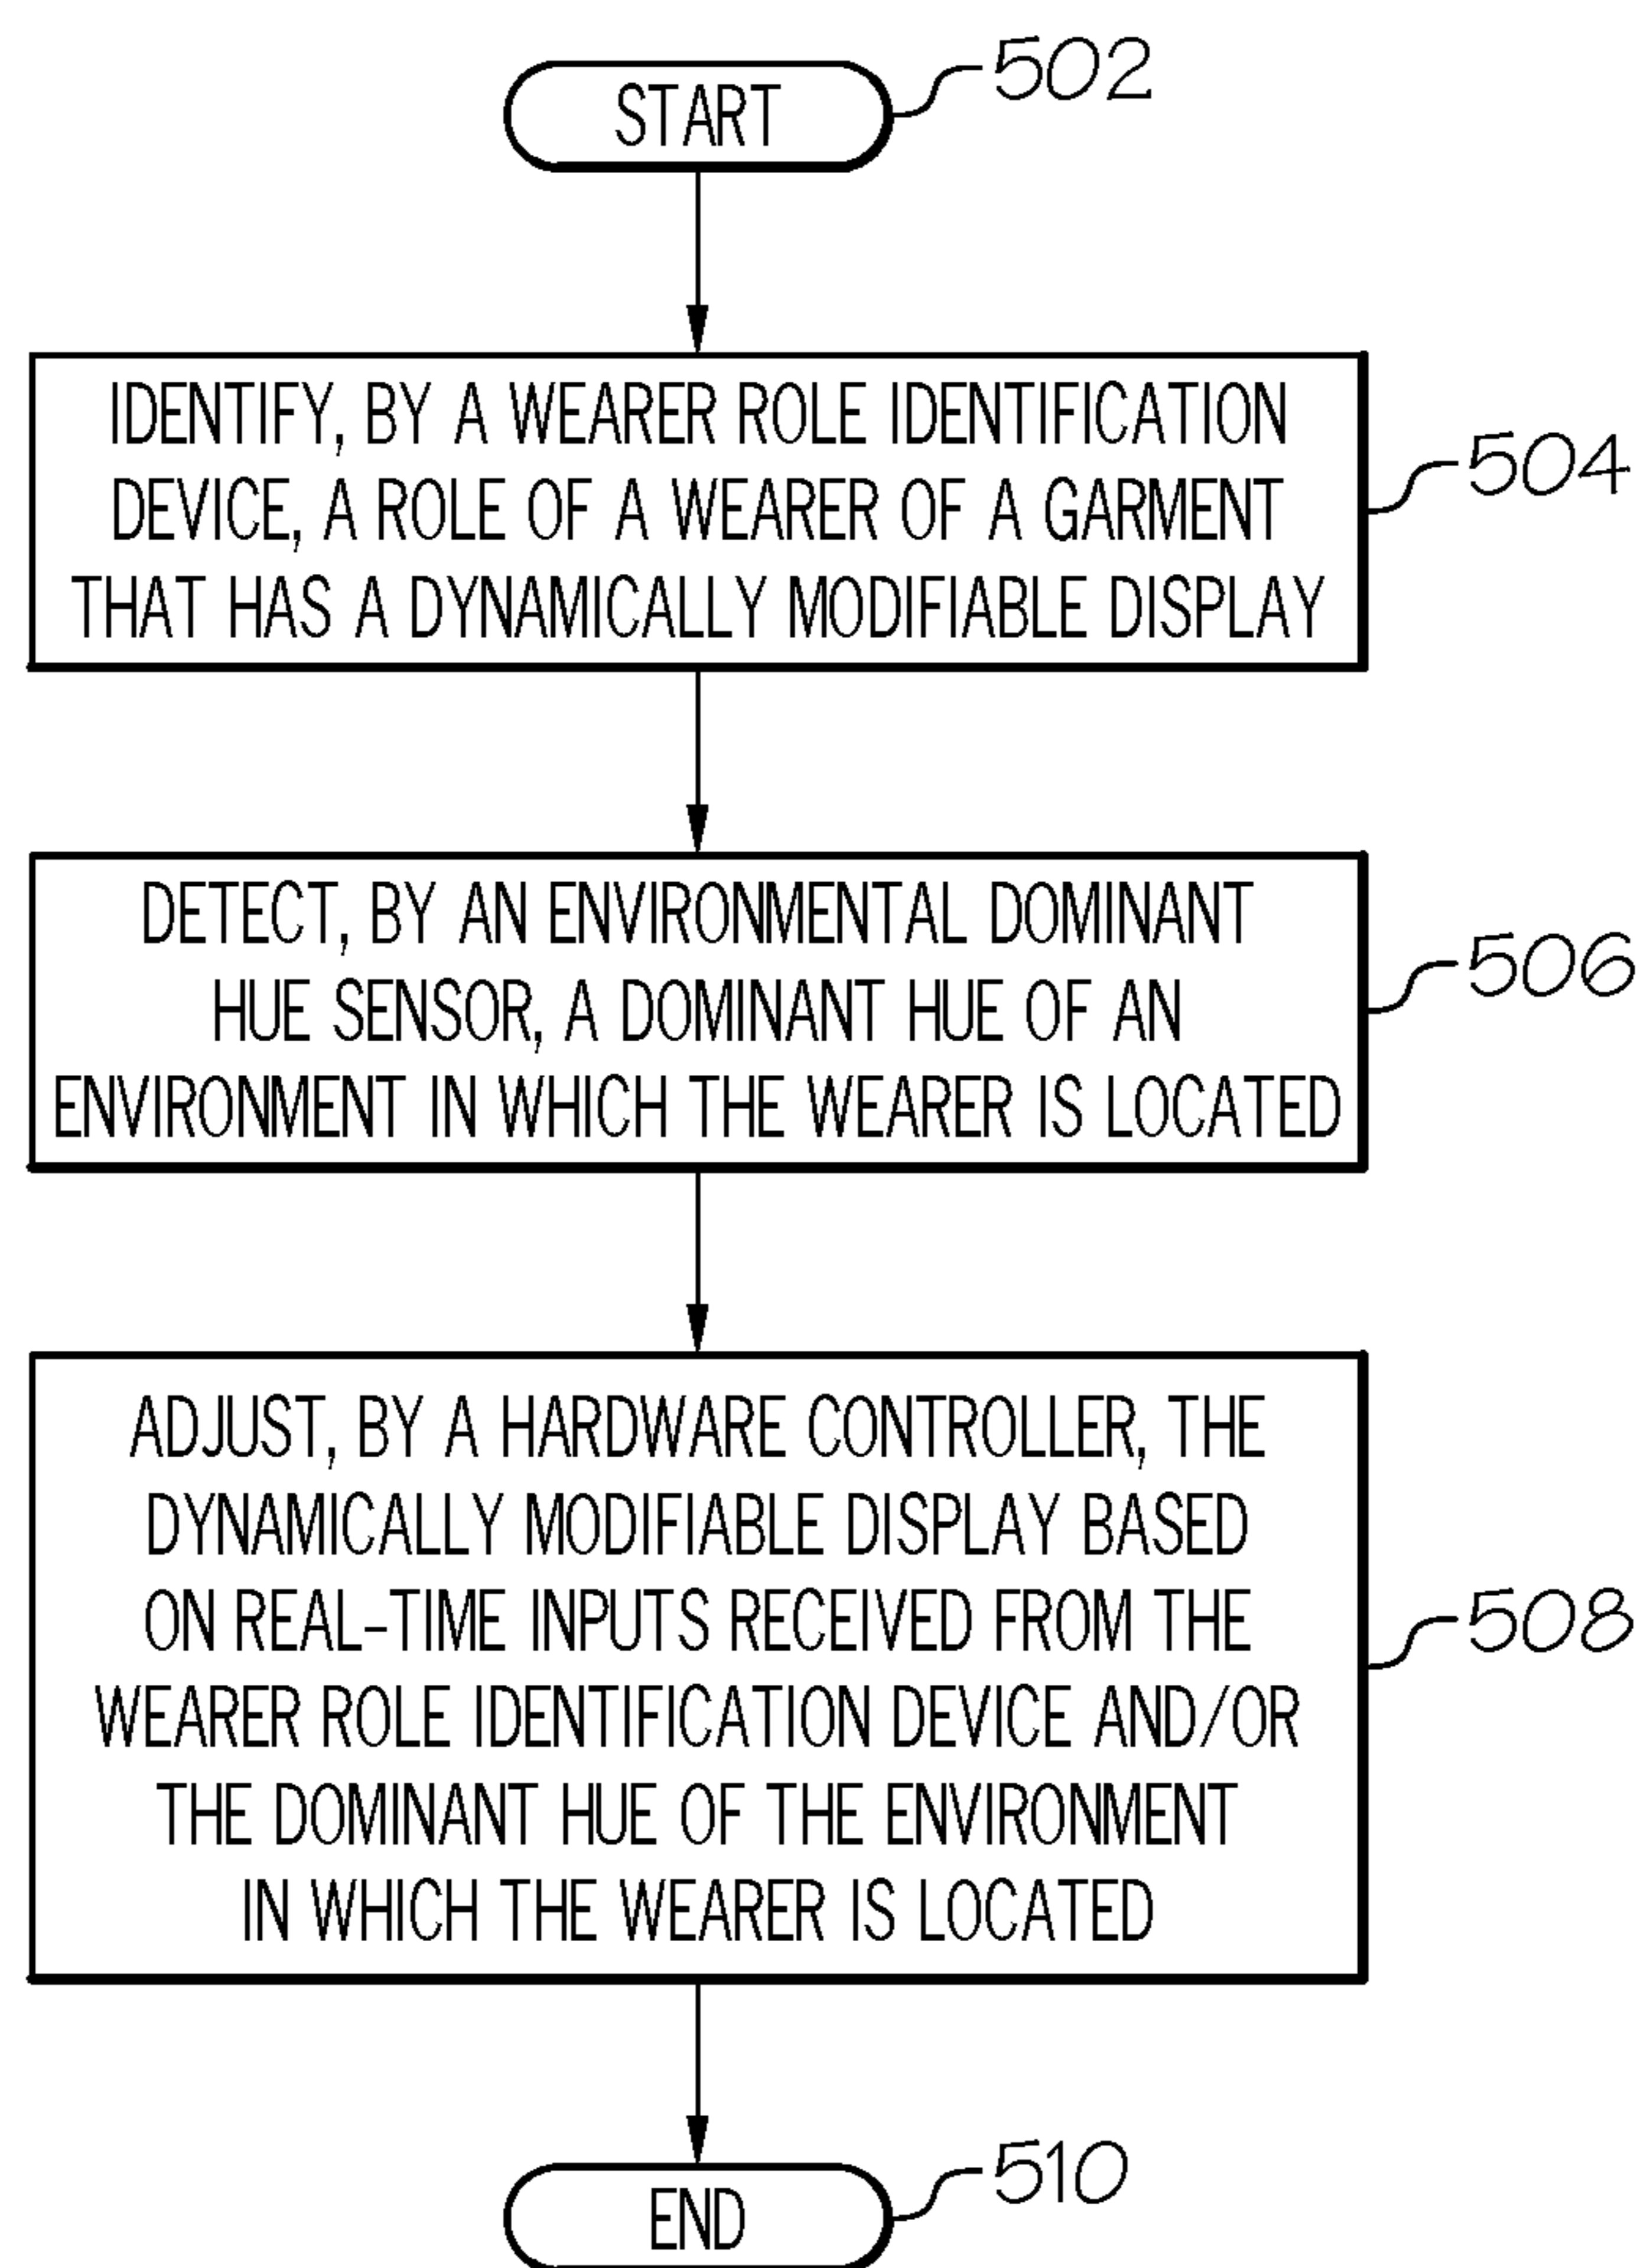 START
502
IDENTIFY, BY A WEARER ROLE IDENTIFICATION
DEVICE, A ROLE OF A WEARER OF A GARMENT
THAT HAS A DYNAMICALLY MODIFIABLE DISPLAY
504
DETECT, BY AN ENVIRONMENTAL DOMINANT
HUE SENSOR, A DOMINANT HUE OF AN
ENVIRONMENT IN WHICH THE WEARER IS LOCATED
506
ADJUST, BY A HARDWARE CONTROLLER, THE
DYNAMICALLY MODIFIABLE DISPLAY BASED
ON REAL-TIME INPUTS RECEIVED FROM THE
WEARER ROLE IDENTIFICATION DEVICE AND/OR
THE DOMINANT HUE OF THE ENVIRONMENT
IN WHICH THE WEARER IS LOCATED
508
END
510